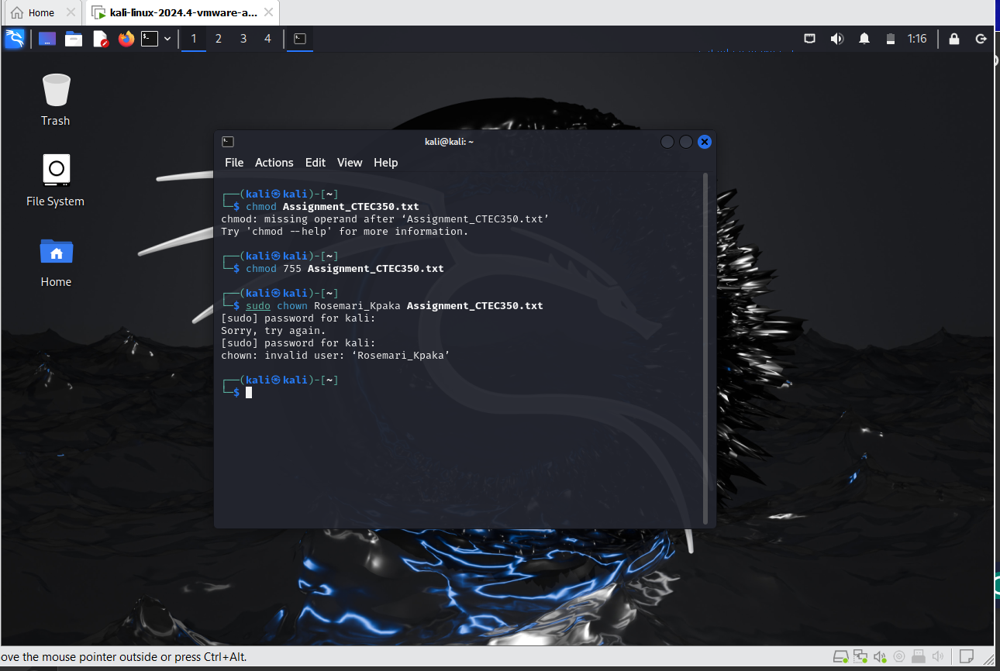 Home
kali-linux-2024.4-vmware-a...
1 2 3 4
1:16
Trash
File System
Home
kali@kali: ~
File Actions Edit View Help
┌──(kali㉿kali)-[~]
└─$ chmod Assignment_CTEC350.txt
chmod: missing operand after ‘Assignment_CTEC350.txt’
Try 'chmod --help' for more information.
┌──(kali㉿kali)-[~]
└─$ chmod 755 Assignment_CTEC350.txt
┌──(kali㉿kali)-[~]
└─$ sudo chown Rosemari_Kpaka Assignment_CTEC350.txt
[sudo] password for kali:
Sorry, try again.
[sudo] password for kali:
chown: invalid user: ‘Rosemari_Kpaka’
┌──(kali㉿kali)-[~]
└─$
ove the mouse pointer outside or press Ctrl+Alt.